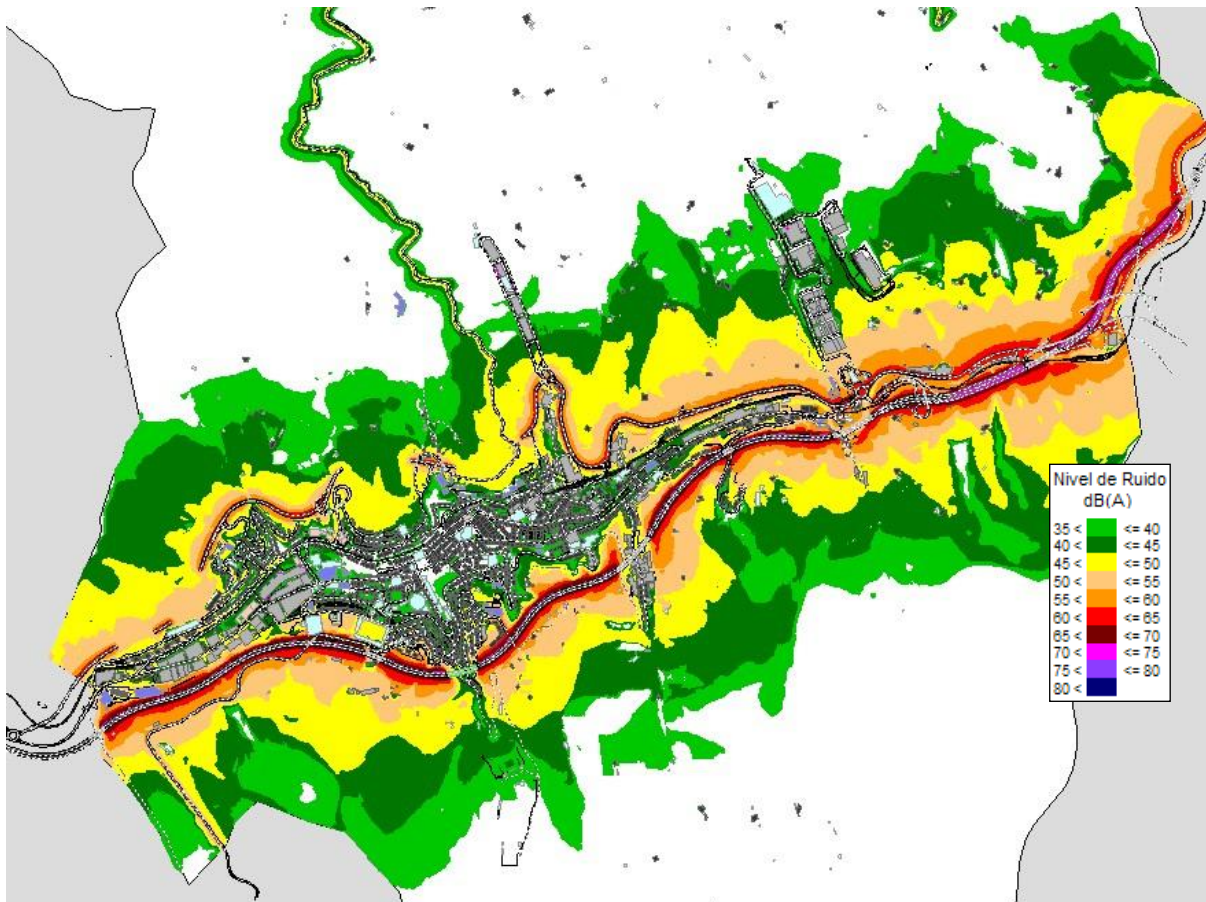 Nivel de Ruido
dB(A)
35 < <= 40
40 < <= 45
45 < <= 50
50 < <= 55
55 < <= 60
60 < <= 65
65 < <= 70
70 < <= 75
75 < <= 80
80 <